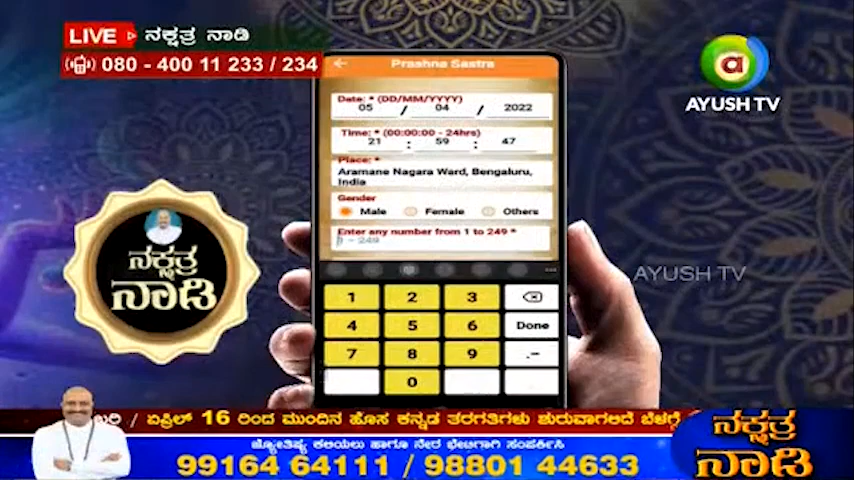 LIVE ನಕ್ಷತ್ರ ನಾಡಿ
080 - 400 11 233 / 234
a
AYUSH TV
Prashna Sastra
Date: * (DD/MM/YYYY)
05 / 04 / 2022
Time: * (00:00:00 - 24hrs)
21 : 59 : 47
Place: *
Aramane Nagara Ward, Bengaluru,
India
Gender
Male Female Others
Enter any number from 1 to 249 *
1 2 3
4 5 6 Done
7 8 9 .-
0
ನಕ್ಷತ್ರ
ನಾಡಿ
AYUSH TV
/ ಏಪ್ರಿಲ್ 16 ರಿಂದ ಮುಂದಿನ ಹೊಸ ಕನ್ನಡ ತರಗತಿಗಳು ಶುರುವಾಗಲಿದೆ ಬೆಳಗ್ಗೆ
ಜ್ಯೋತಿಷ್ಯ ಕಲಿಯಲು ಹಾಗೂ ನೇರ ಭೇಟಿಗಾಗಿ ಸಂಪರ್ಕಿಸಿ
99164 64111 / 98801 44633
ನಕ್ಷತ್ರ
ನಾಡಿ